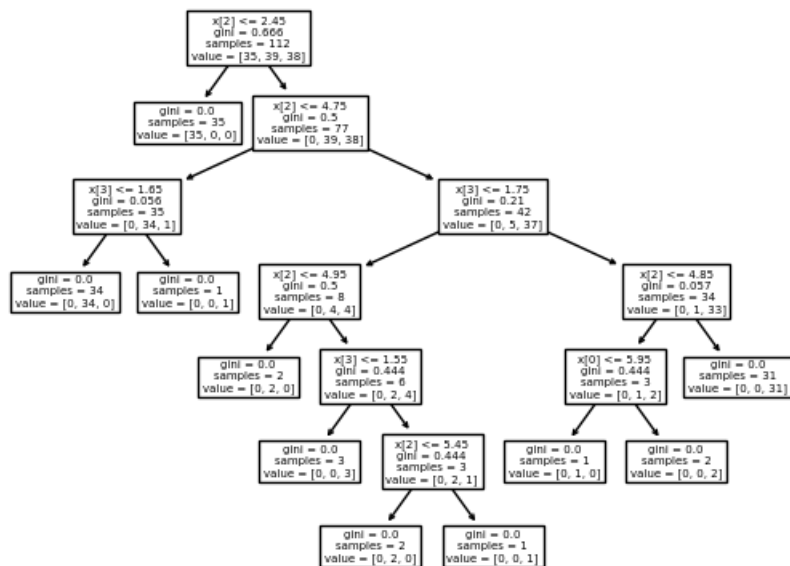 x[2] <= 2.45
gini = 0.666
samples = 112
value = [35, 39, 38]
gini = 0.0
samples = 35
value = [35, 0, 0]
x[2] <= 4.75
gini = 0.5
samples = 77
value = [0, 39, 38]
x[3] <= 1.65
gini = 0.056
samples = 35
value = [0, 34, 1]
x[3] <= 1.75
gini = 0.21
samples = 42
value = [0, 5, 37]
gini = 0.0
samples = 34
value = [0, 34, 0]
gini = 0.0
samples = 1
value = [0, 0, 1]
x[2] <= 4.95
gini = 0.5
samples = 8
value = [0, 4, 4]
x[2] <= 4.85
gini = 0.057
samples = 34
value = [0, 1, 33]
gini = 0.0
samples = 2
value = [0, 2, 0]
x[3] <= 1.55
gini = 0.444
samples = 6
value = [0, 2, 4]
x[0] <= 5.95
gini = 0.444
samples = 3
value = [0, 1, 2]
gini = 0.0
samples = 31
value = [0, 0, 31]
gini = 0.0
samples = 3
value = [0, 0, 3]
x[2] <= 5.45
gini = 0.444
samples = 3
value = [0, 2, 1]
gini = 0.0
samples = 1
value = [0, 1, 0]
gini = 0.0
samples = 2
value = [0, 0, 2]
gini = 0.0
samples = 2
value = [0, 2, 0]
gini = 0.0
samples = 1
value = [0, 0, 1]